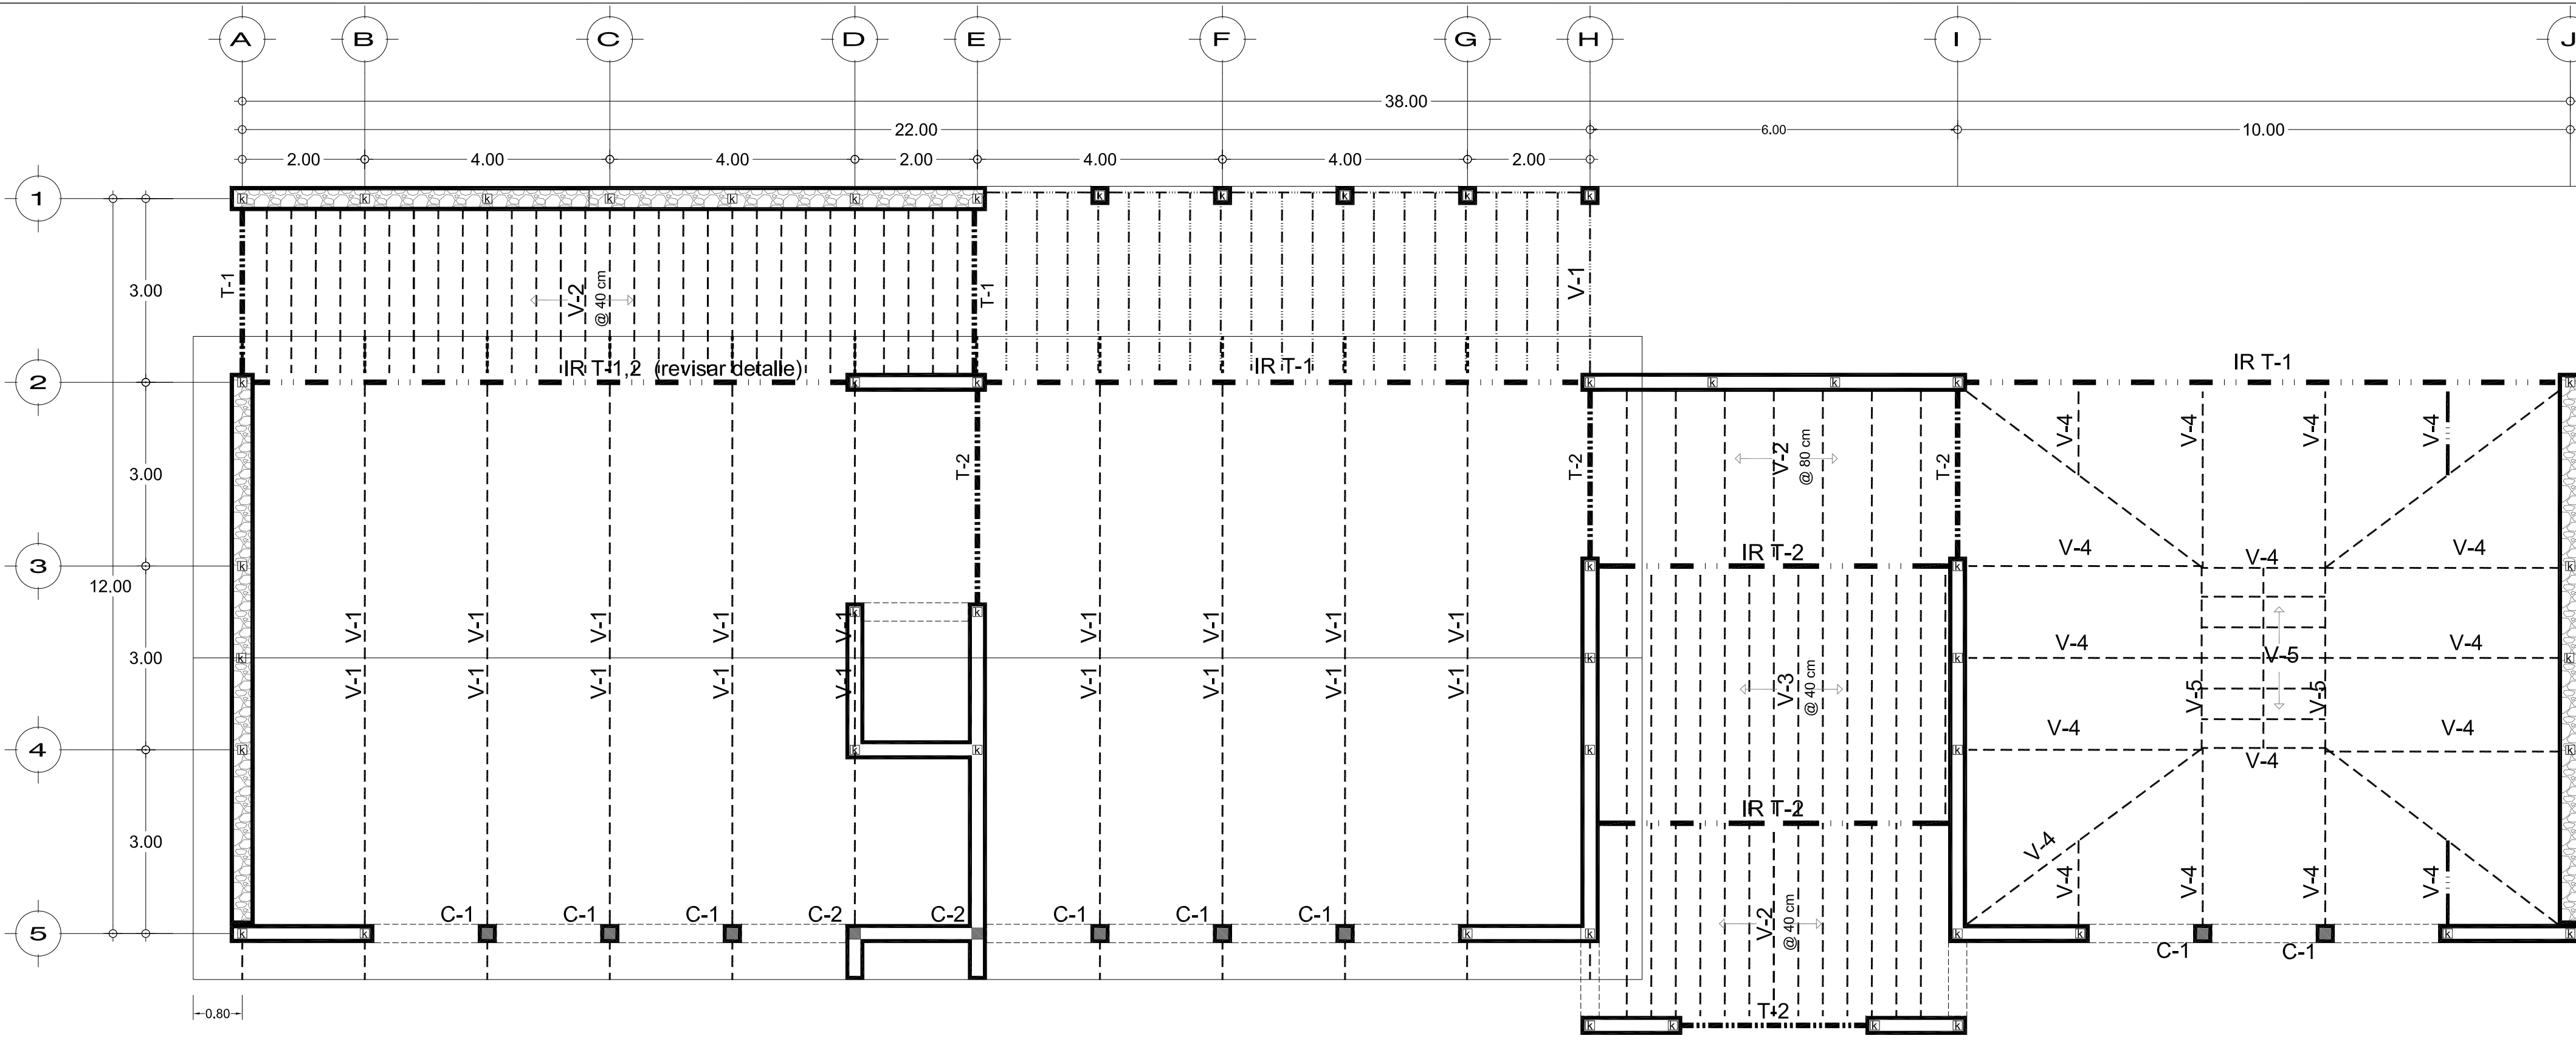 A B C D E F G H I J
38.00
22.00 6.00 10.00
2.00 4.00 4.00 2.00 4.00 4.00 2.00
1
k k k k k k k k k k k k
3.00
T-1 V-2 @ 40 cm T-1 V-1
IR T-1,2 (revisar detalle) IR T-1 IR T-1
2
k k k k k k k k
3.00
T-2 T-2 V-2 @ 80 cm T-2 V-4 V-4 V-4 V-4
IR T-2
V-4 V-4 V-4
3
k k k k
12.00
k k
V-1 V-1 V-1 V-1 V-1 V-1 V-1 V-1 V-1
3.00
k k k k
V-4 V-5 V-4
V-1 V-1 V-1 V-1 V-1 V-1 V-1 V-1 V-1
V-3 @ 40 cm
V-5 V-5
V-4 V-4
4
k k k k k k
V-4
IR T-2
3.00
V-4
V-4 V-4 V-4 V-4
C-1 C-1 C-1 C-2 C-2 C-1 C-1 C-1
V-2 @ 40 cm
5
k k k k k k k k
C-1 C-1
0.80
T-2
k k k k